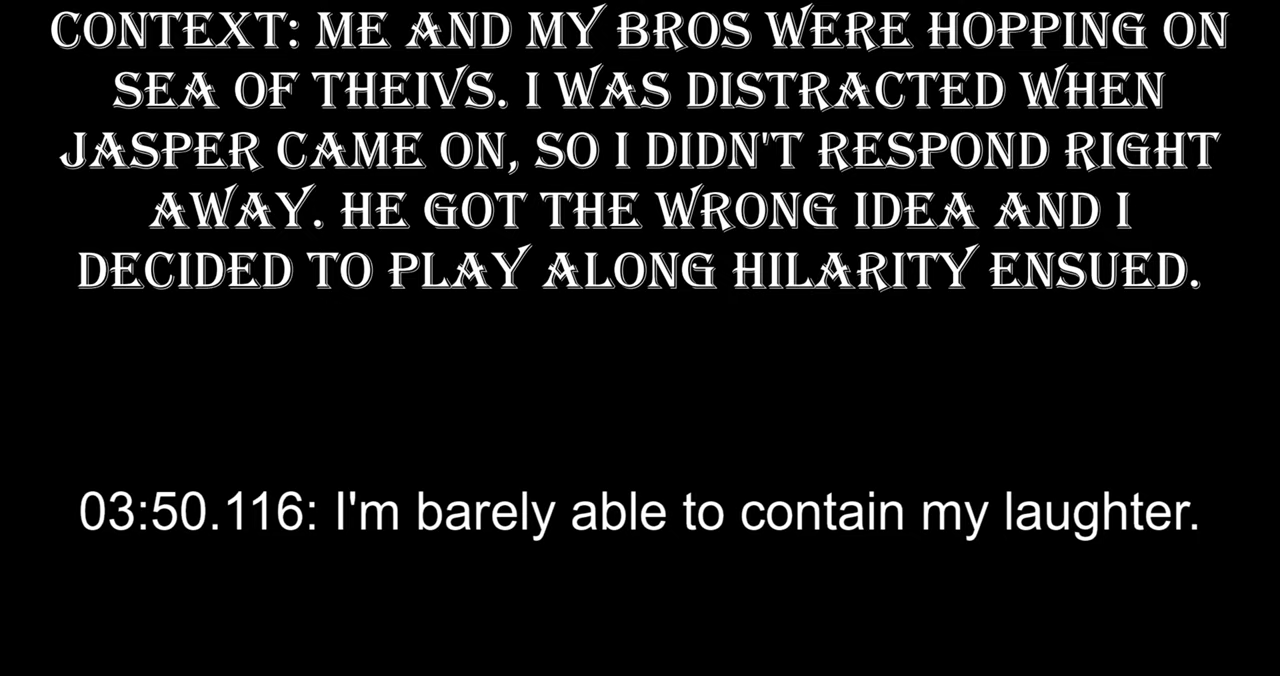 CONTEXT: ME AND MY BROS WERE HOPPING ON
SEA OF THEIVS. I WAS DISTRACTED WHEN
JASPER CAME ON, SO I DIDN'T RESPOND RIGHT
AWAY. HE GOT THE WRONG IDEA AND I
DECIDED TO PLAY ALONG HILARITY ENSUED.
03:50.116: I'm barely able to contain my laughter.